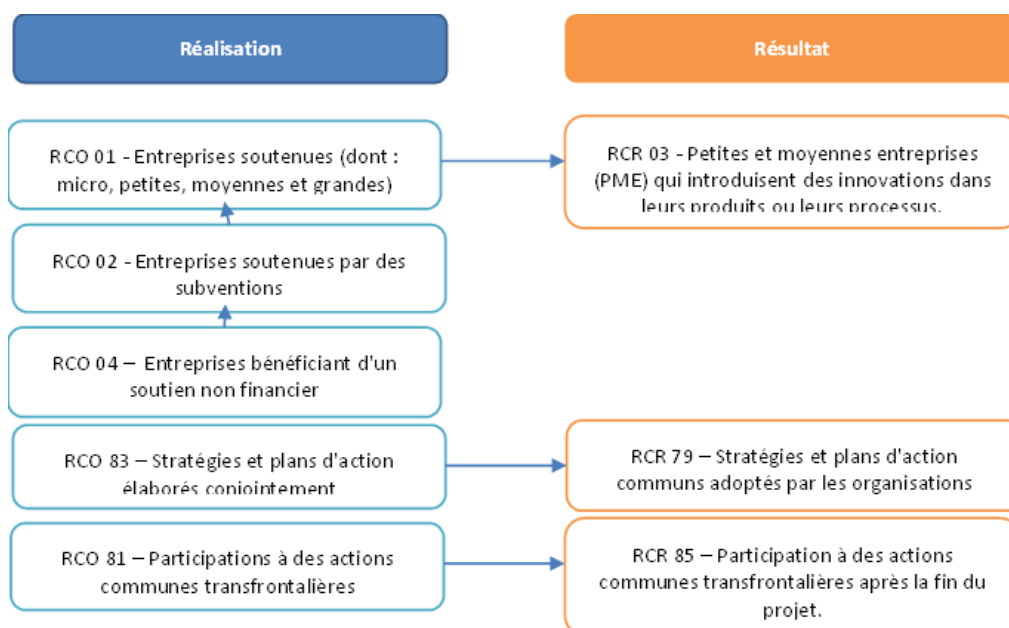 Réalisation
Résultat
RCO 01 - Entreprises soutenues (dont :
micro, petites, moyennes et grandes)
RCR 03 - Petites et moyennes entreprises
(PME) qui introduisent des innovations dans
leurs produits ou leurs processus.
RCO 02 - Entreprises soutenues par des
subventions
RCO 04 – Entreprises bénéficiant d'un
soutien non financier
RCO 83 – Stratégies et plans d'action
élaborés conjointement
RCR 79 – Stratégies et plans d'action
communs adoptés par les organisations
RCO 81 – Participations à des actions
communes transfrontalières
RCR 85 – Participation à des actions
communes transfrontalières après la fin du
projet.